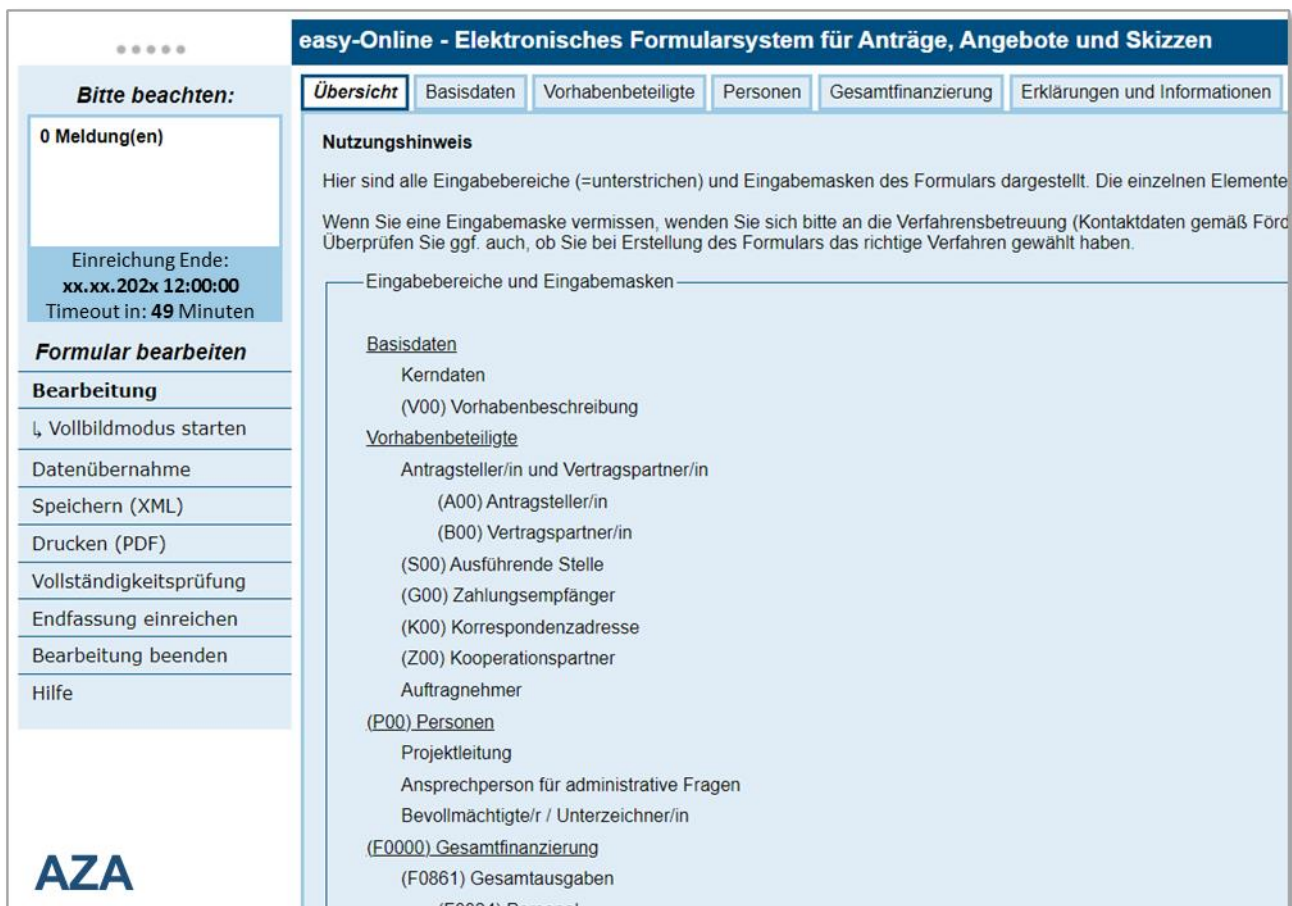 easy-Online - Elektronisches Formularsystem für Anträge, Angebote und Skizzen
Bitte beachten:
0 Meldung(en)
Einreichung Ende:
xx.xx.202x 12:00:00
Timeout in: 49 Minuten
Formular bearbeiten
Bearbeitung
↳ Vollbildmodus starten
Datenübernahme
Speichern (XML)
Drucken (PDF)
Vollständigkeitsprüfung
Endfassung einreichen
Bearbeitung beenden
Hilfe
AZA
Übersicht Basisdaten Vorhabenbeteiligte Personen Gesamtfinanzierung Erklärungen und Informationen
Nutzungshinweis
Hier sind alle Eingabebereiche (=unterstrichen) und Eingabemasken des Formulars dargestellt. Die einzelnen Elemente
Wenn Sie eine Eingabemaske vermissen, wenden Sie sich bitte an die Verfahrensbetreuung (Kontaktdaten gemäß Förd
Überprüfen Sie ggf. auch, ob Sie bei Erstellung des Formulars das richtige Verfahren gewählt haben.
Eingabebereiche und Eingabemasken
Basisdaten
Kerndaten
(V00) Vorhabenbeschreibung
Vorhabenbeteiligte
Antragsteller/in und Vertragspartner/in
(A00) Antragsteller/in
(B00) Vertragspartner/in
(S00) Ausführende Stelle
(G00) Zahlungsempfänger
(K00) Korrespondenzadresse
(Z00) Kooperationspartner
Auftragnehmer
(P00) Personen
Projektleitung
Ansprechperson für administrative Fragen
Bevollmächtigte/r / Unterzeichner/in
(F0000) Gesamtfinanzierung
(F0861) Gesamtausgaben